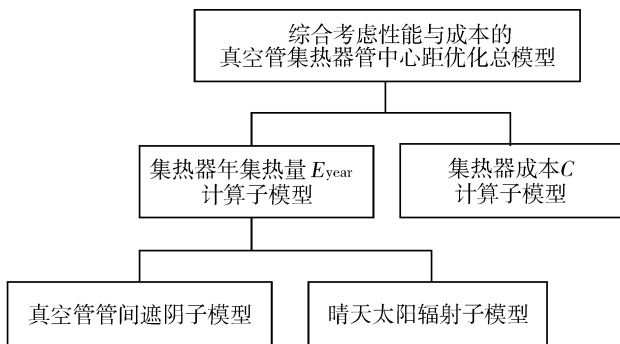 综合考虑性能与成本的
真空管集热器管中心距优化总模型
集热器年集热量Eyear
计算子模型
集热器成本C
计算子模型
真空管管间遮阴子模型
晴天太阳辐射子模型